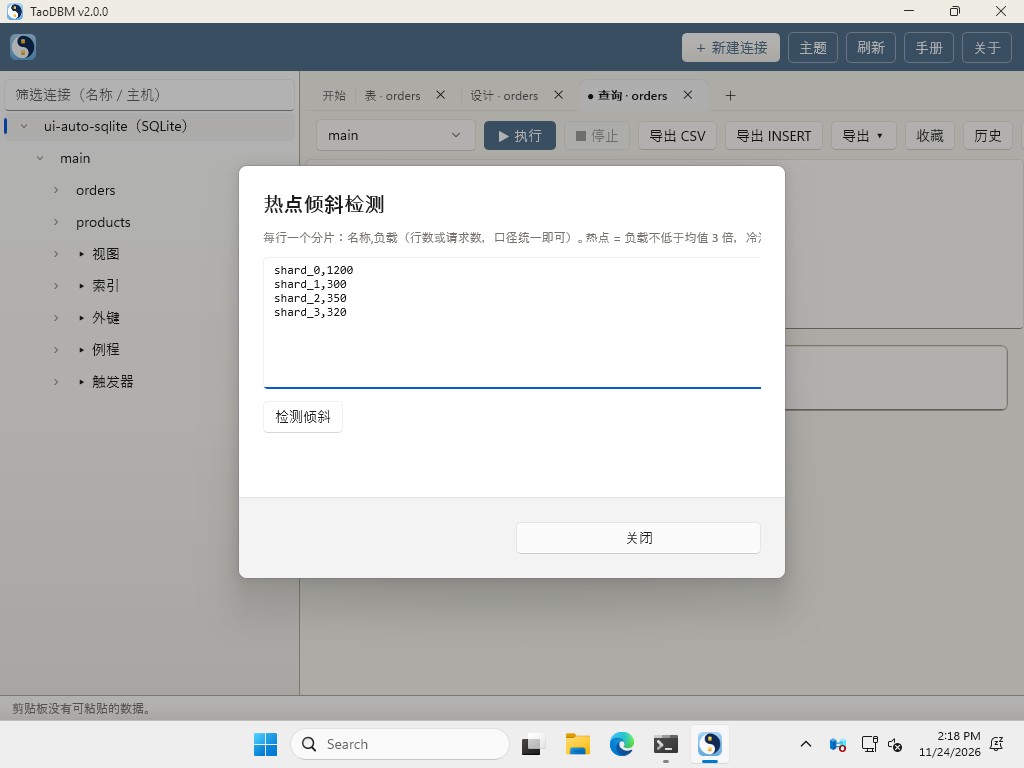 TaoDBM v2.0.0
+ 新建连接 主题 刷新 手册 关于
筛选连接（名称 / 主机）
开始 表 · orders 设计 · orders ● 查询 · orders +
ui-auto-sqlite（SQLite）
main
orders
products
视图
索引
外键
例程
触发器
main 执行 停止 导出 CSV 导出 INSERT 导出 ▾ 收藏 历史
热点倾斜检测
每行一个分片：名称,负载（行数或请求数，口径统一即可）。热点 = 负载不低于均值 3 倍，
shard_0,1200
shard_1,300
shard_2,350
shard_3,320
检测倾斜
关闭
剪贴板没有可粘贴的数据。
Search
2:18 PM
11/24/2026